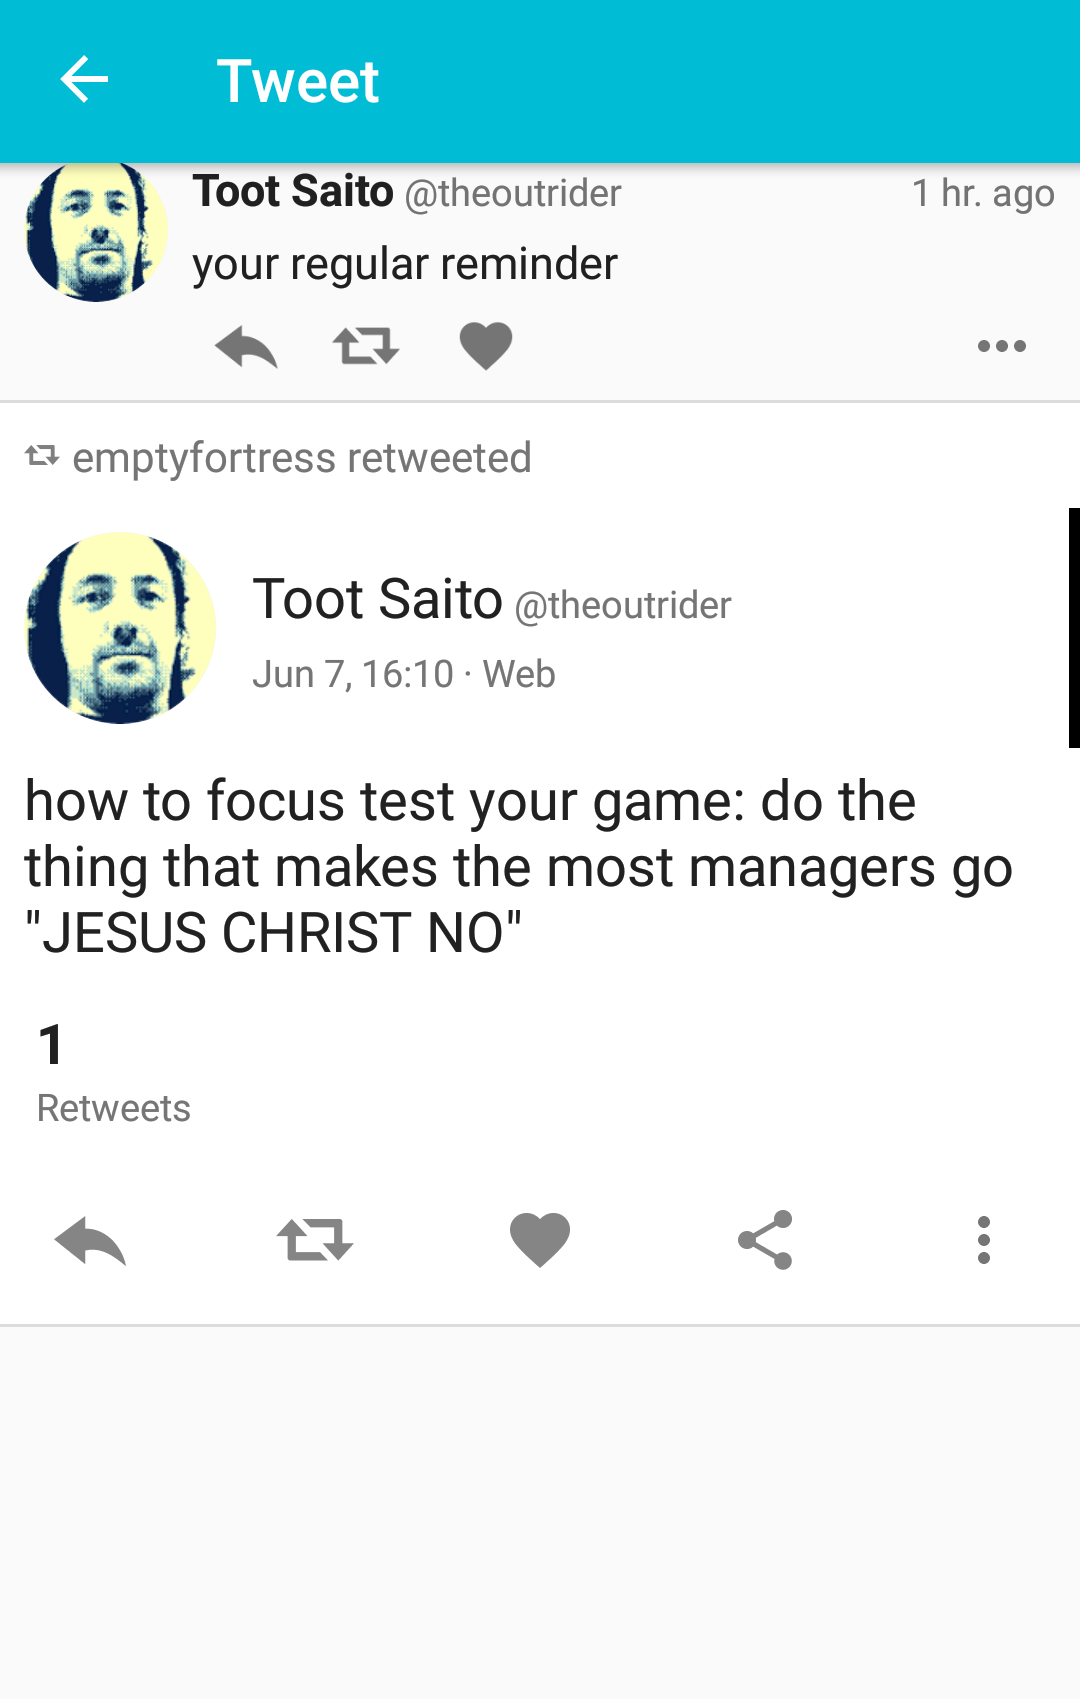 Tweet
Toot Saito @theoutrider 1 hr. ago
your regular reminder
emptyfortress retweeted
Toot Saito @theoutrider
Jun 7, 16:10 · Web
how to focus test your game: do the
thing that makes the most managers go
"JESUS CHRIST NO"
1
Retweets